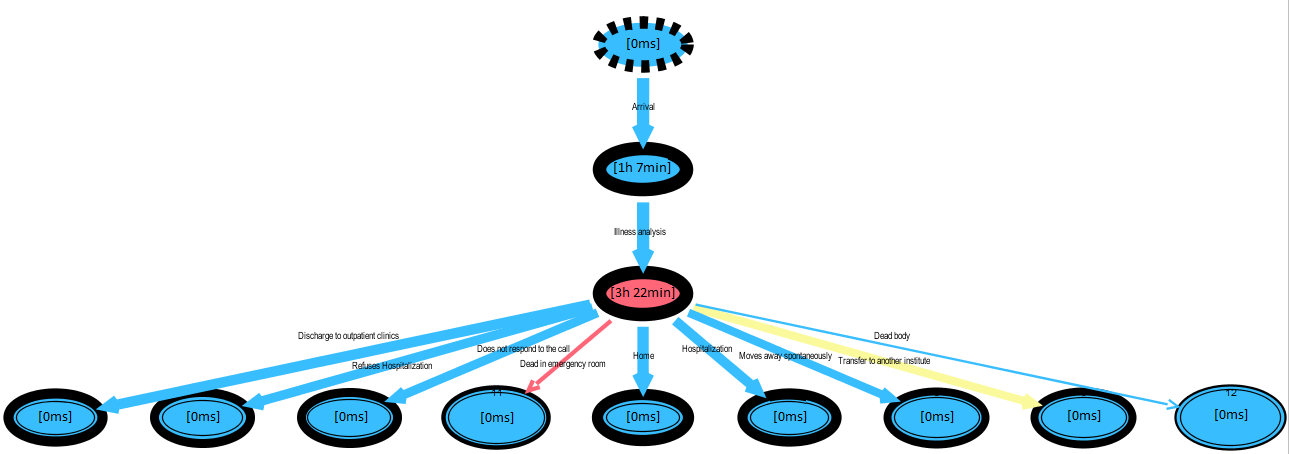 [0ms]
Arrival
[1h 7min]
Illness analysis
[3h 22min]
Discharge to outpatient clinics
Refuses Hospitalization
Does not respond to the call
Dead in emergency room
Home
Hospitalization
Moves away spontaneously
Transfer to another institute
Dead body
[0ms]
[0ms]
[0ms]
[0ms]
[0ms]
[0ms]
[0ms]
[0ms]
[0ms]